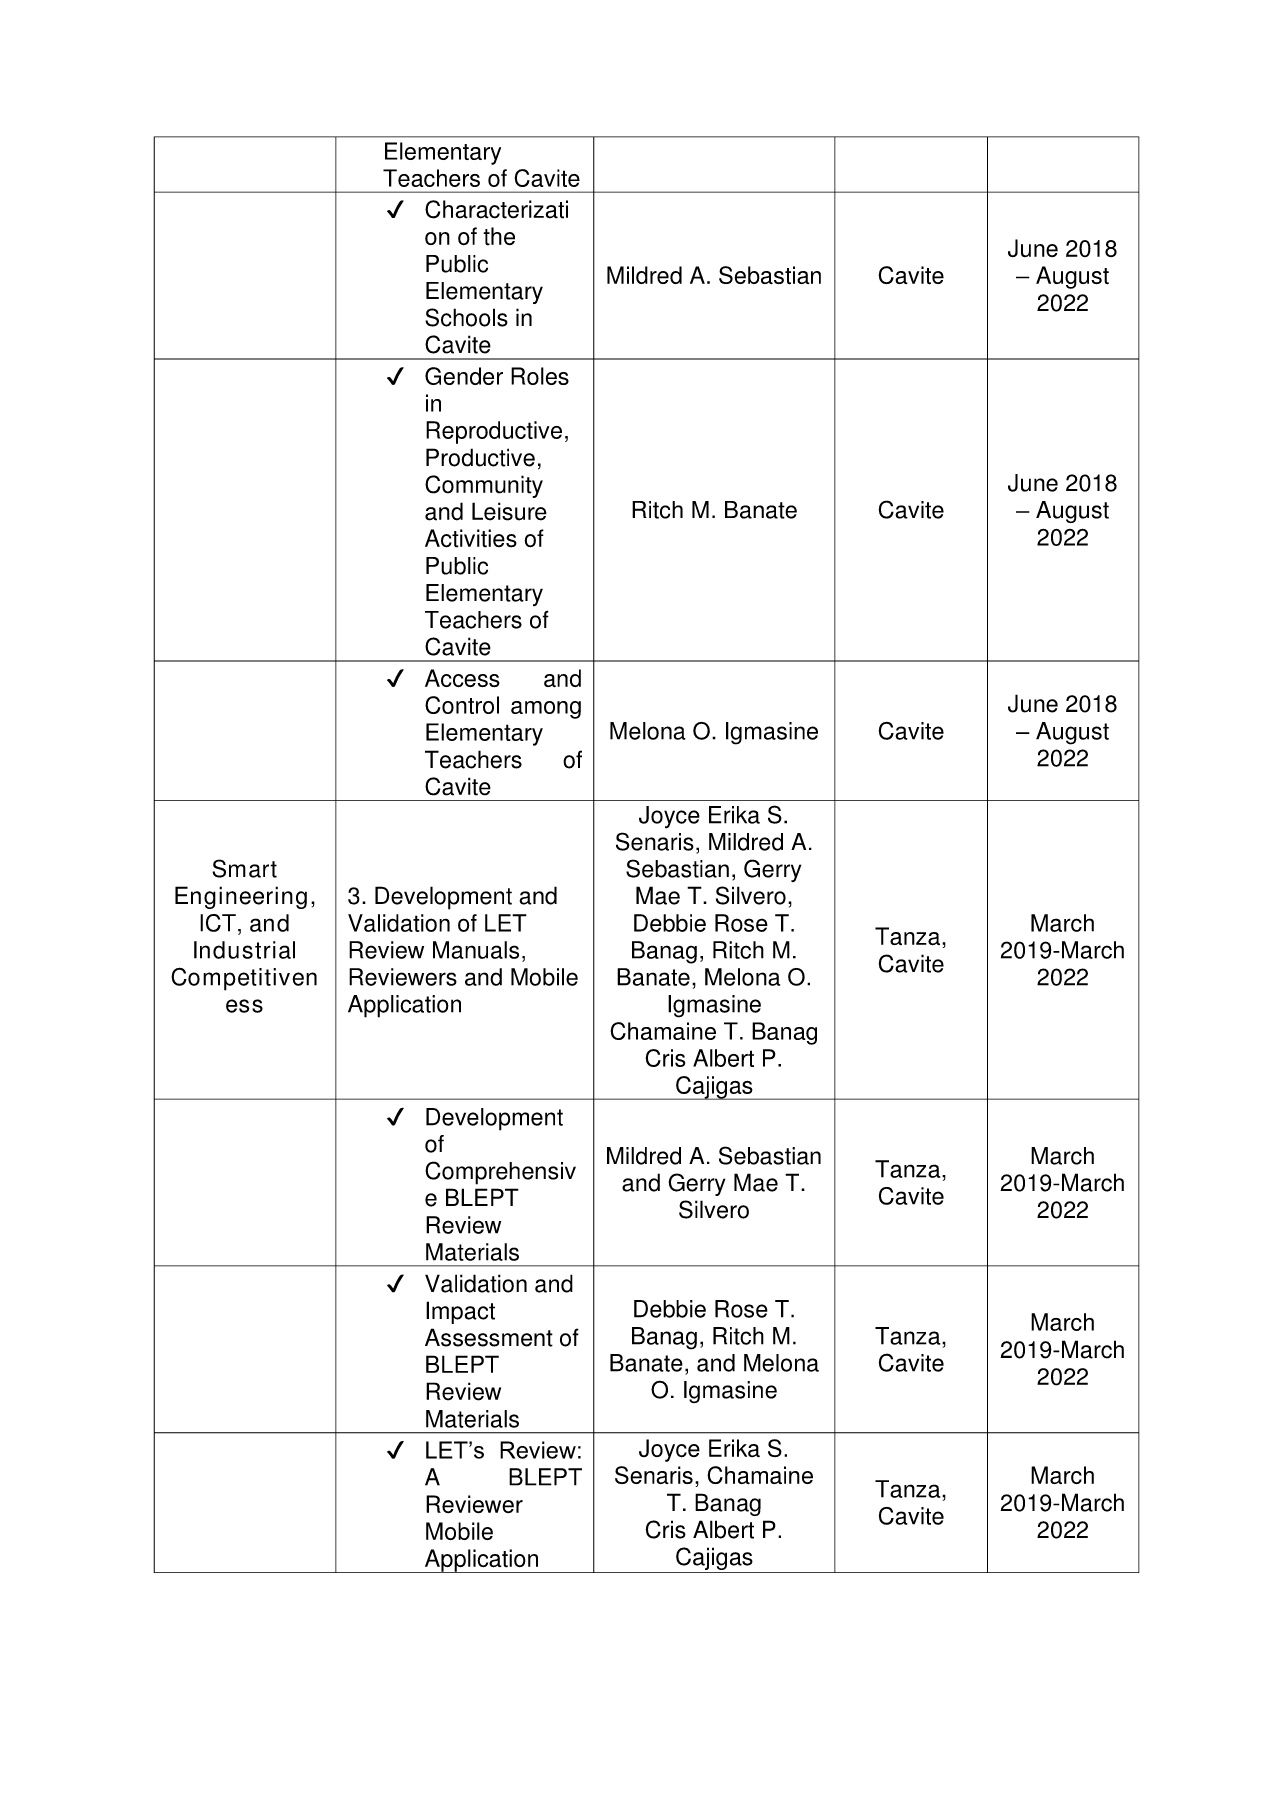 Elementary
Teachers of Cavite
✓ Characterizati
on of the
Public
Elementary
Schools in
Cavite
Mildred A. Sebastian
Cavite
June 2018
– August
2022
✓ Gender Roles
in
Reproductive,
Productive,
Community
and Leisure
Activities of
Public
Elementary
Teachers of
Cavite
Ritch M. Banate
Cavite
June 2018
– August
2022
✓ Access and
Control among
Elementary
Teachers of
Cavite
Melona O. Igmasine
Cavite
June 2018
– August
2022
Smart
Engineering,
ICT, and
Industrial
Competitiven
ess
3. Development and
Validation of LET
Review Manuals,
Reviewers and Mobile
Application
Joyce Erika S.
Senaris, Mildred A.
Sebastian, Gerry
Mae T. Silvero,
Debbie Rose T.
Banag, Ritch M.
Banate, Melona O.
Igmasine
Chamaine T. Banag
Cris Albert P.
Cajigas
Tanza,
Cavite
March
2019-March
2022
✓ Development
of
Comprehensiv
e BLEPT
Review
Materials
Mildred A. Sebastian
and Gerry Mae T.
Silvero
Tanza,
Cavite
March
2019-March
2022
✓ Validation and
Impact
Assessment of
BLEPT
Review
Materials
Debbie Rose T.
Banag, Ritch M.
Banate, and Melona
O. Igmasine
Tanza,
Cavite
March
2019-March
2022
✓ LET’s Review:
A BLEPT
Reviewer
Mobile
Application
Joyce Erika S.
Senaris, Chamaine
T. Banag
Cris Albert P.
Cajigas
Tanza,
Cavite
March
2019-March
2022